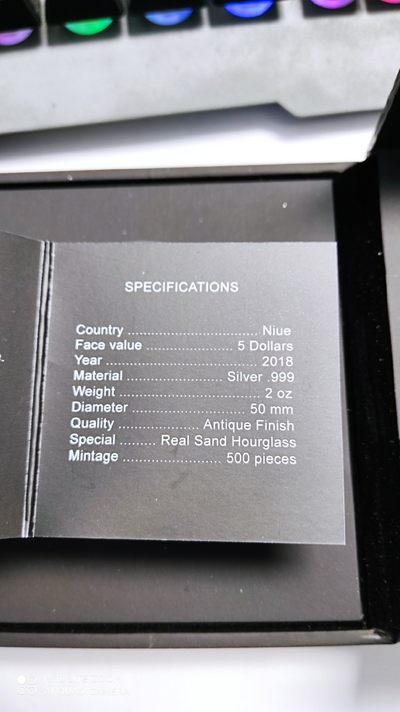 SPECIFICATIONS
Country ................................ Niue
Face value ..................... 5 Dollars
Year ..................................... 2018
Material ....................... Silver .999
Weight .................................. 2 oz
Diameter ............................ 50 mm
Quality .................... Antique Finish
Special ......... Real Sand Hourglass
Mintage ........................ 500 pieces